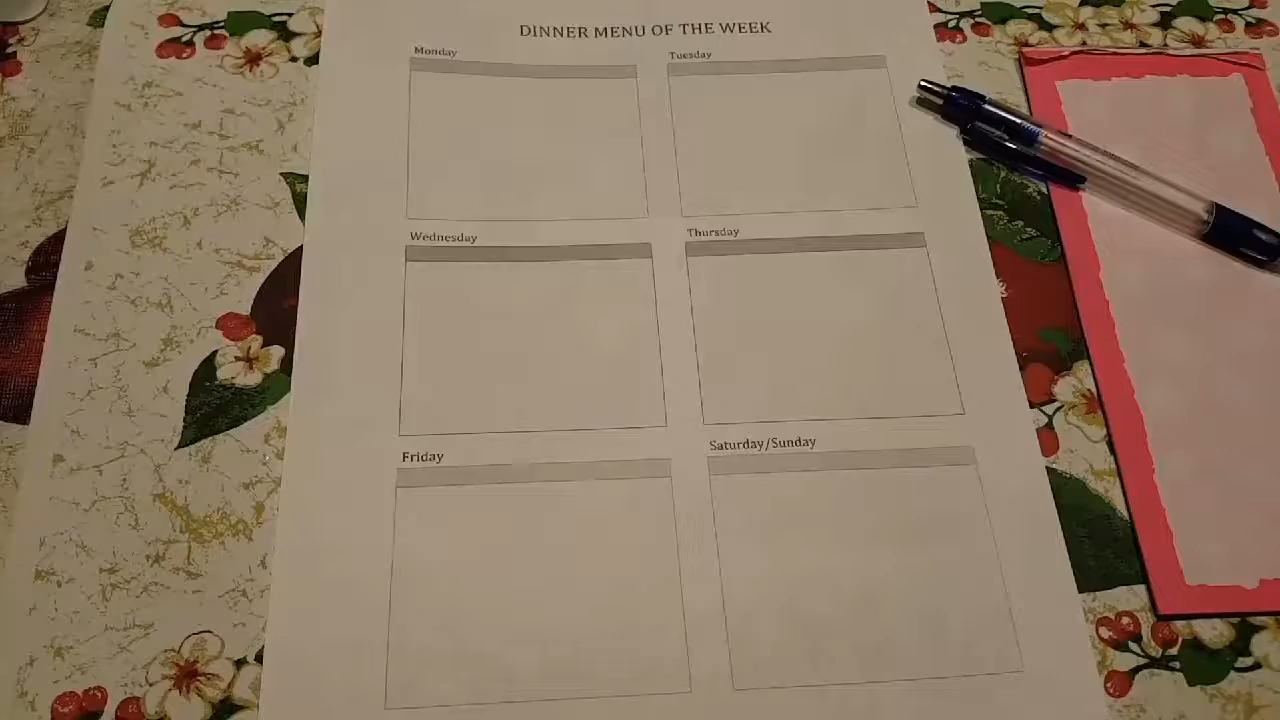 DINNER MENU OF THE WEEK
Monday
Tuesday
Wednesday
Thursday
Friday
Saturday/Sunday